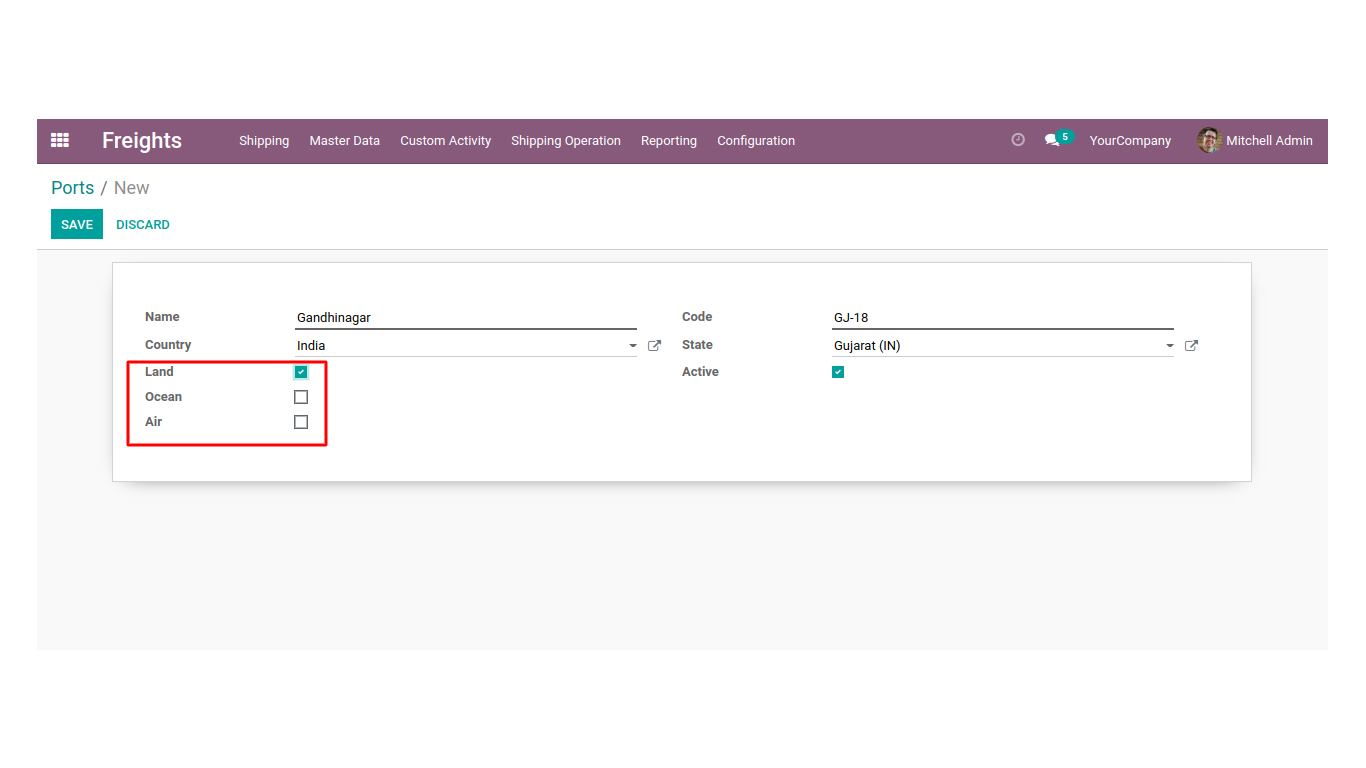 Freights Shipping Master Data Custom Activity Shipping Operation Reporting Configuration 5 YourCompany Mitchell Admin
Ports / New
SAVE DISCARD
Name Gandhinagar Code GJ-18
Country India State Gujarat (IN)
Land Active
Ocean
Air